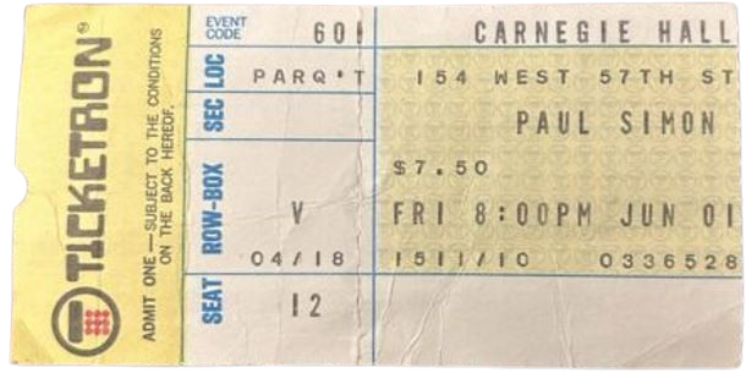 TICKETRON®
ADMIT ONE — SUBJECT TO THE CONDITIONS
ON THE BACK HEREOF.
EVENT CODE 601
LOC PARQ'T
SEC
ROW-BOX V
04/18
SEAT 12
CARNEGIE HALL
154 WEST 57TH ST
PAUL SIMON
$7.50
FRI 8:00PM JUN 01
1511/10 0336528